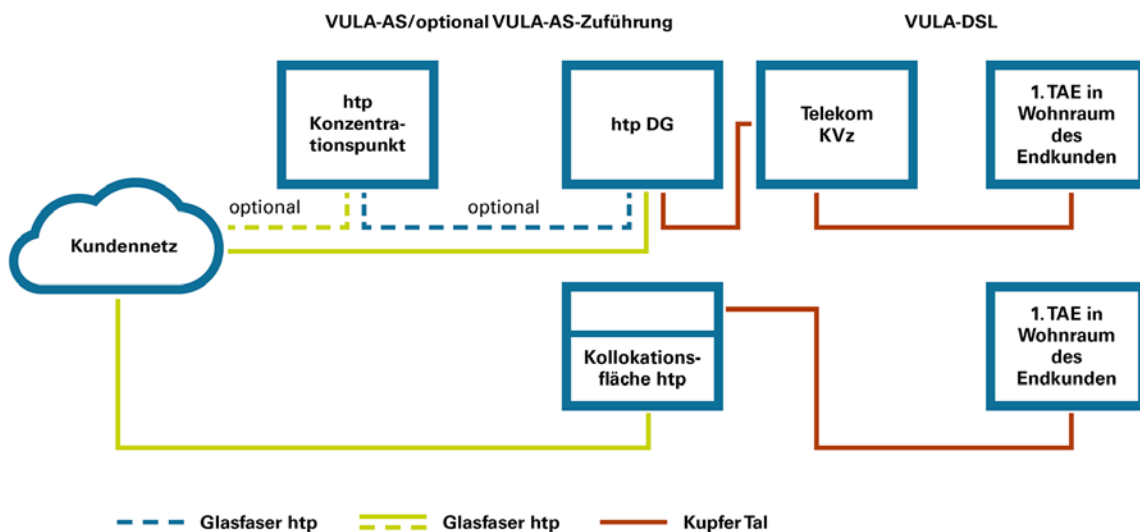 VULA-AS/optional VULA-AS-Zuführung
VULA-DSL
htp
Konzentra-
tionspunkt
htp DG
Telekom
KVz
1. TAE in
Wohnraum
des
Endkunden
optional
optional
Kundennetz
Kollokations-
fläche htp
1. TAE in
Wohnraum
des
Endkunden
Glasfaser htp
Glasfaser htp
Kupfer Tal